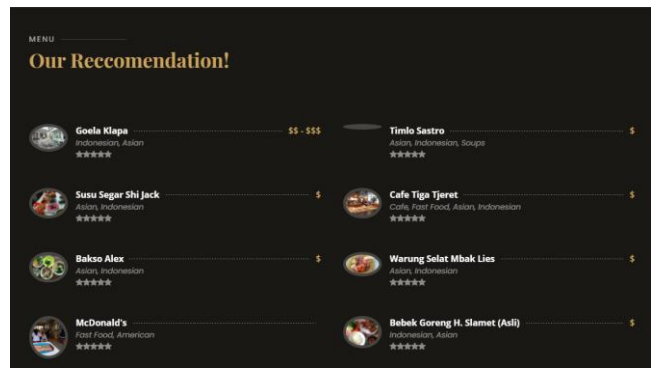 MENU
Our Reccomendation!
Goela Klapa $$ - $$$
Indonesian, Asian
Susu Segar Shi Jack $
Asian, Indonesian
Bakso Alex $
Asian, Indonesian
McDonald's
Fast Food, American
Timlo Sastro $
Asian, Indonesian, Soups
Cafe Tiga Tjeret $
Cafe, Fast Food, Asian, Indonesian
Warung Selat Mbak Lies $
Asian, Indonesian
Bebek Goreng H. Slamet (Asli) $
Indonesian, Asian